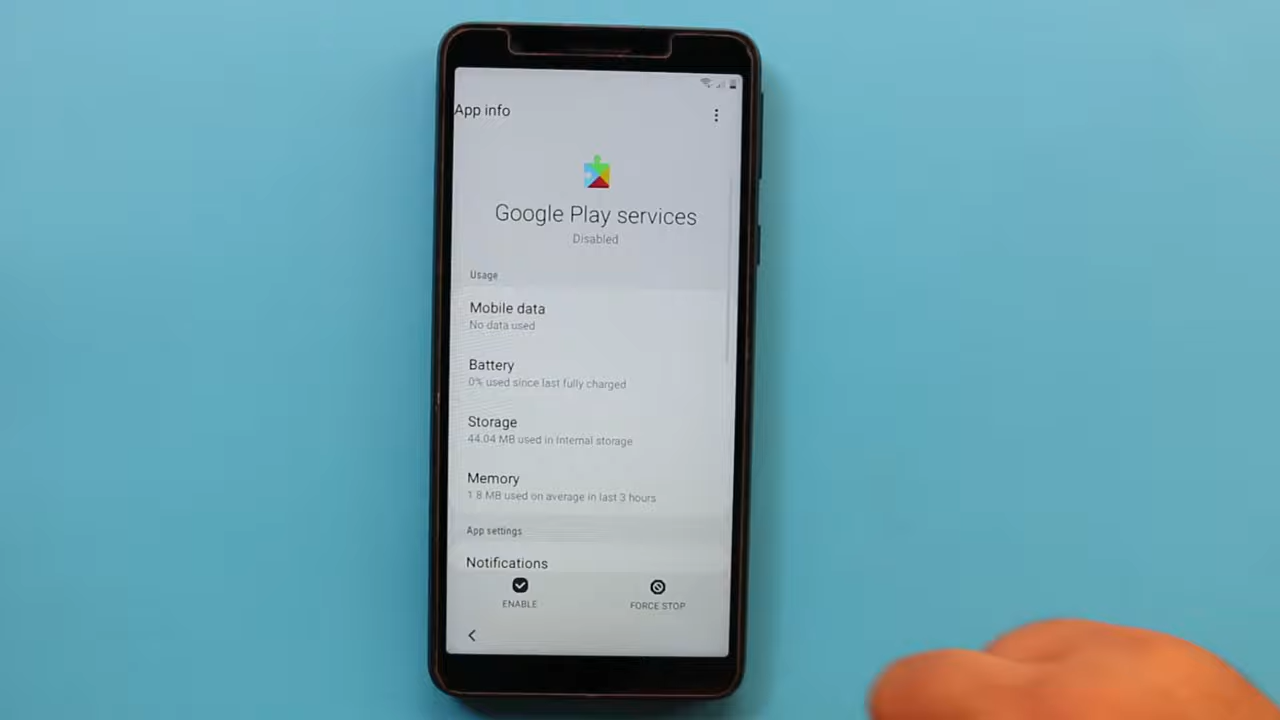 App info
Google Play services
Disabled
Usage
Mobile data
No data used
Battery
0% used since last fully charged
Storage
44.04 MB used in Internal storage
Memory
1.8 MB used on average in last 3 hours
App settings
Notifications
ENABLE
FORCE STOP